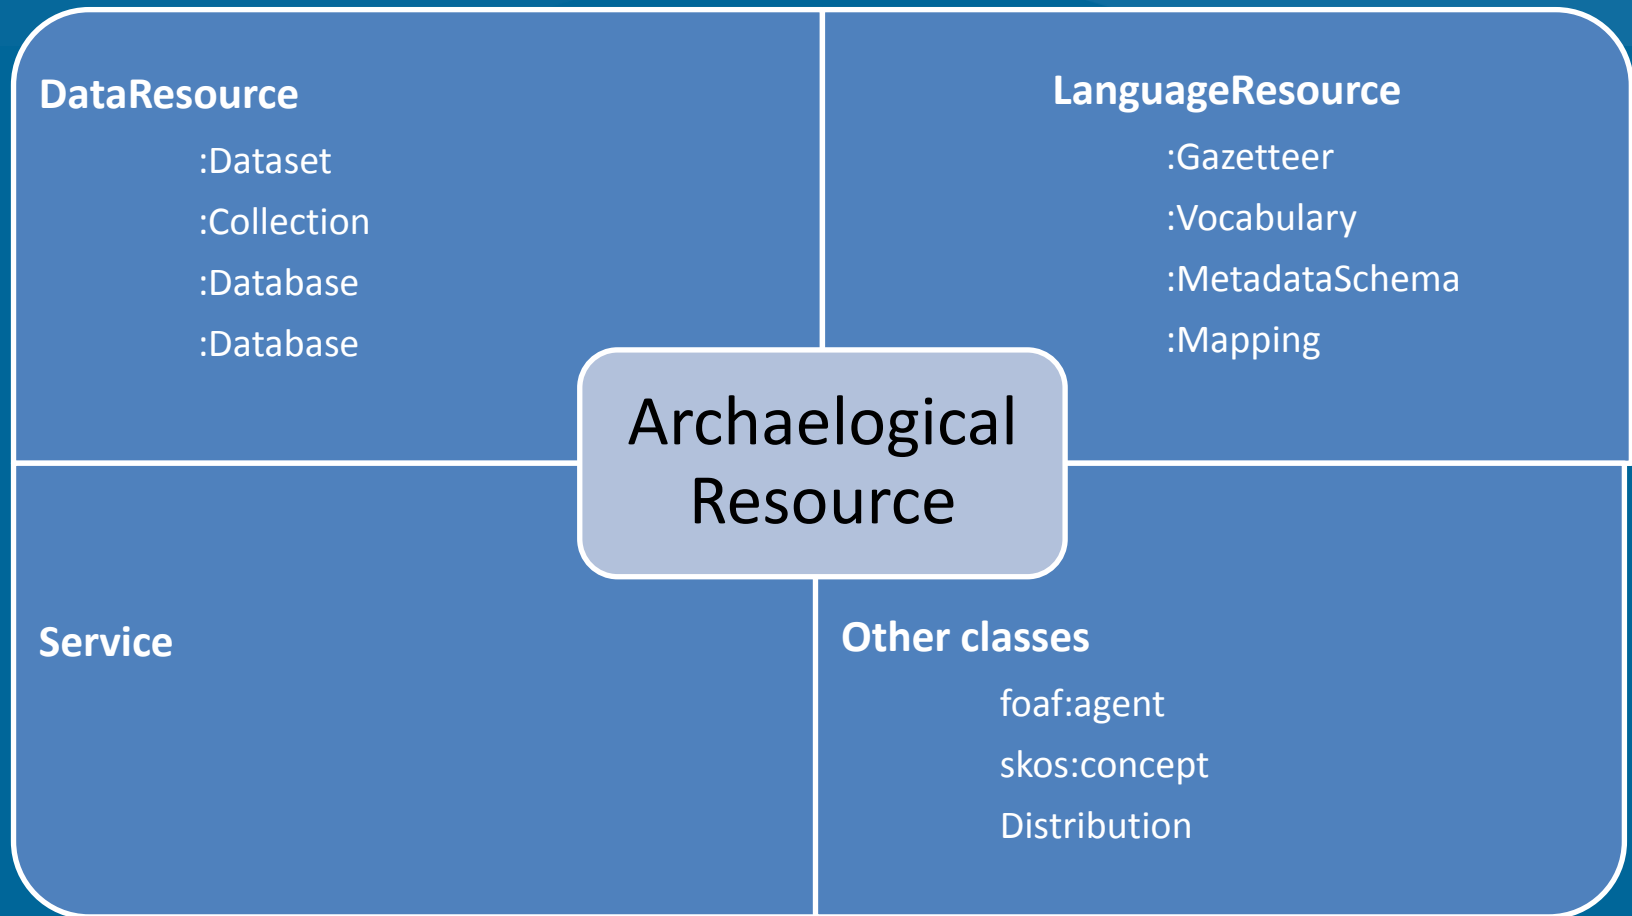 DataResource
:Dataset
:Collection
:Database
:Database
LanguageResource
:Gazetteer
:Vocabulary
:MetadataSchema
:Mapping
Archaelogical
Resource
Service
Other classes
foaf:agent
skos:concept
Distribution